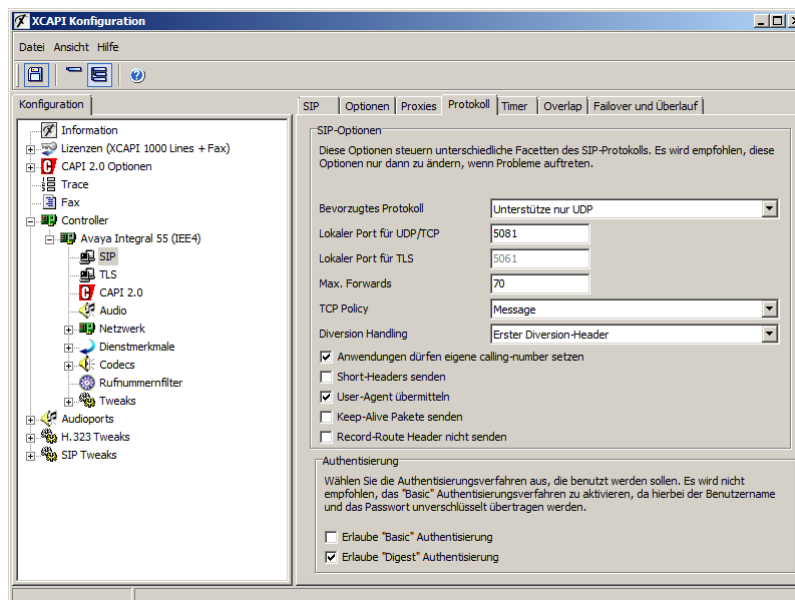 XCAPI Konfiguration
Datei Ansicht Hilfe
Konfiguration
Information
Lizenzen (XCAPI 1000 Lines + Fax)
CAPI 2.0 Optionen
Trace
Fax
Controller
Avaya Integral 55 (IEE4)
SIP
TLS
CAPI 2.0
Audio
Netzwerk
Dienstmerkmale
Codecs
Rufnummernfilter
Tweaks
Audioports
H.323 Tweaks
SIP Tweaks
SIP Optionen Proxies Protokoll Timer Overlap Failover und Überlauf
SIP-Optionen
Diese Optionen steuern unterschiedliche Facetten des SIP-Protokolls. Es wird empfohlen, diese
Optionen nur dann zu ändern, wenn Probleme auftreten.
Bevorzugtes Protokoll Unterstütze nur UDP
Lokaler Port für UDP/TCP 5081
Lokaler Port für TLS 5061
Max. Forwards 70
TCP Policy Message
Diversion Handling Erster Diversion-Header
Anwendungen dürfen eigene calling-number setzen
Short-Headers senden
User-Agent übermitteln
Keep-Alive Pakete senden
Record-Route Header nicht senden
Authentisierung
Wählen Sie die Authentisierungsverfahren aus, die benutzt werden sollen. Es wird nicht
empfohlen, das "Basic" Authentisierungsverfahren zu aktivieren, da hierbei der Benutzername
und das Passwort unverschlüsselt übertragen werden.
Erlaube "Basic" Authentisierung
Erlaube "Digest" Authentisierung